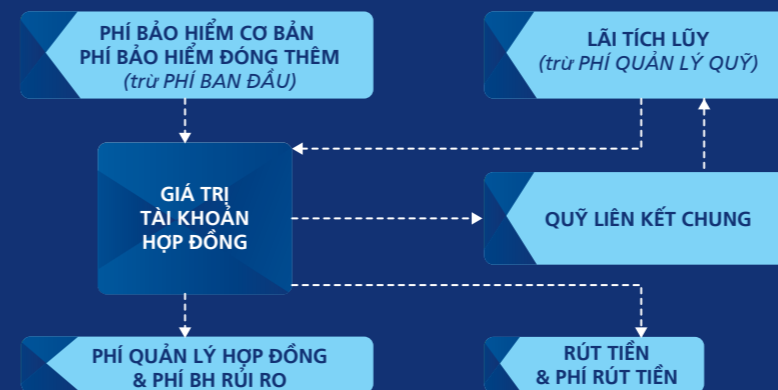 PHÍ BẢO HIỂM CƠ BẢN
PHÍ BẢO HIỂM ĐÓNG THÊM
(trừ PHÍ BAN ĐẦU)
LÃI TÍCH LŨY
(trừ PHÍ QUẢN LÝ QUỸ)
GIÁ TRỊ
TÀI KHOẢN
HỢP ĐỒNG
QUỸ LIÊN KẾT CHUNG
PHÍ QUẢN LÝ HỢP ĐỒNG
& PHÍ BH RỦI RO
RÚT TIỀN
& PHÍ RÚT TIỀN